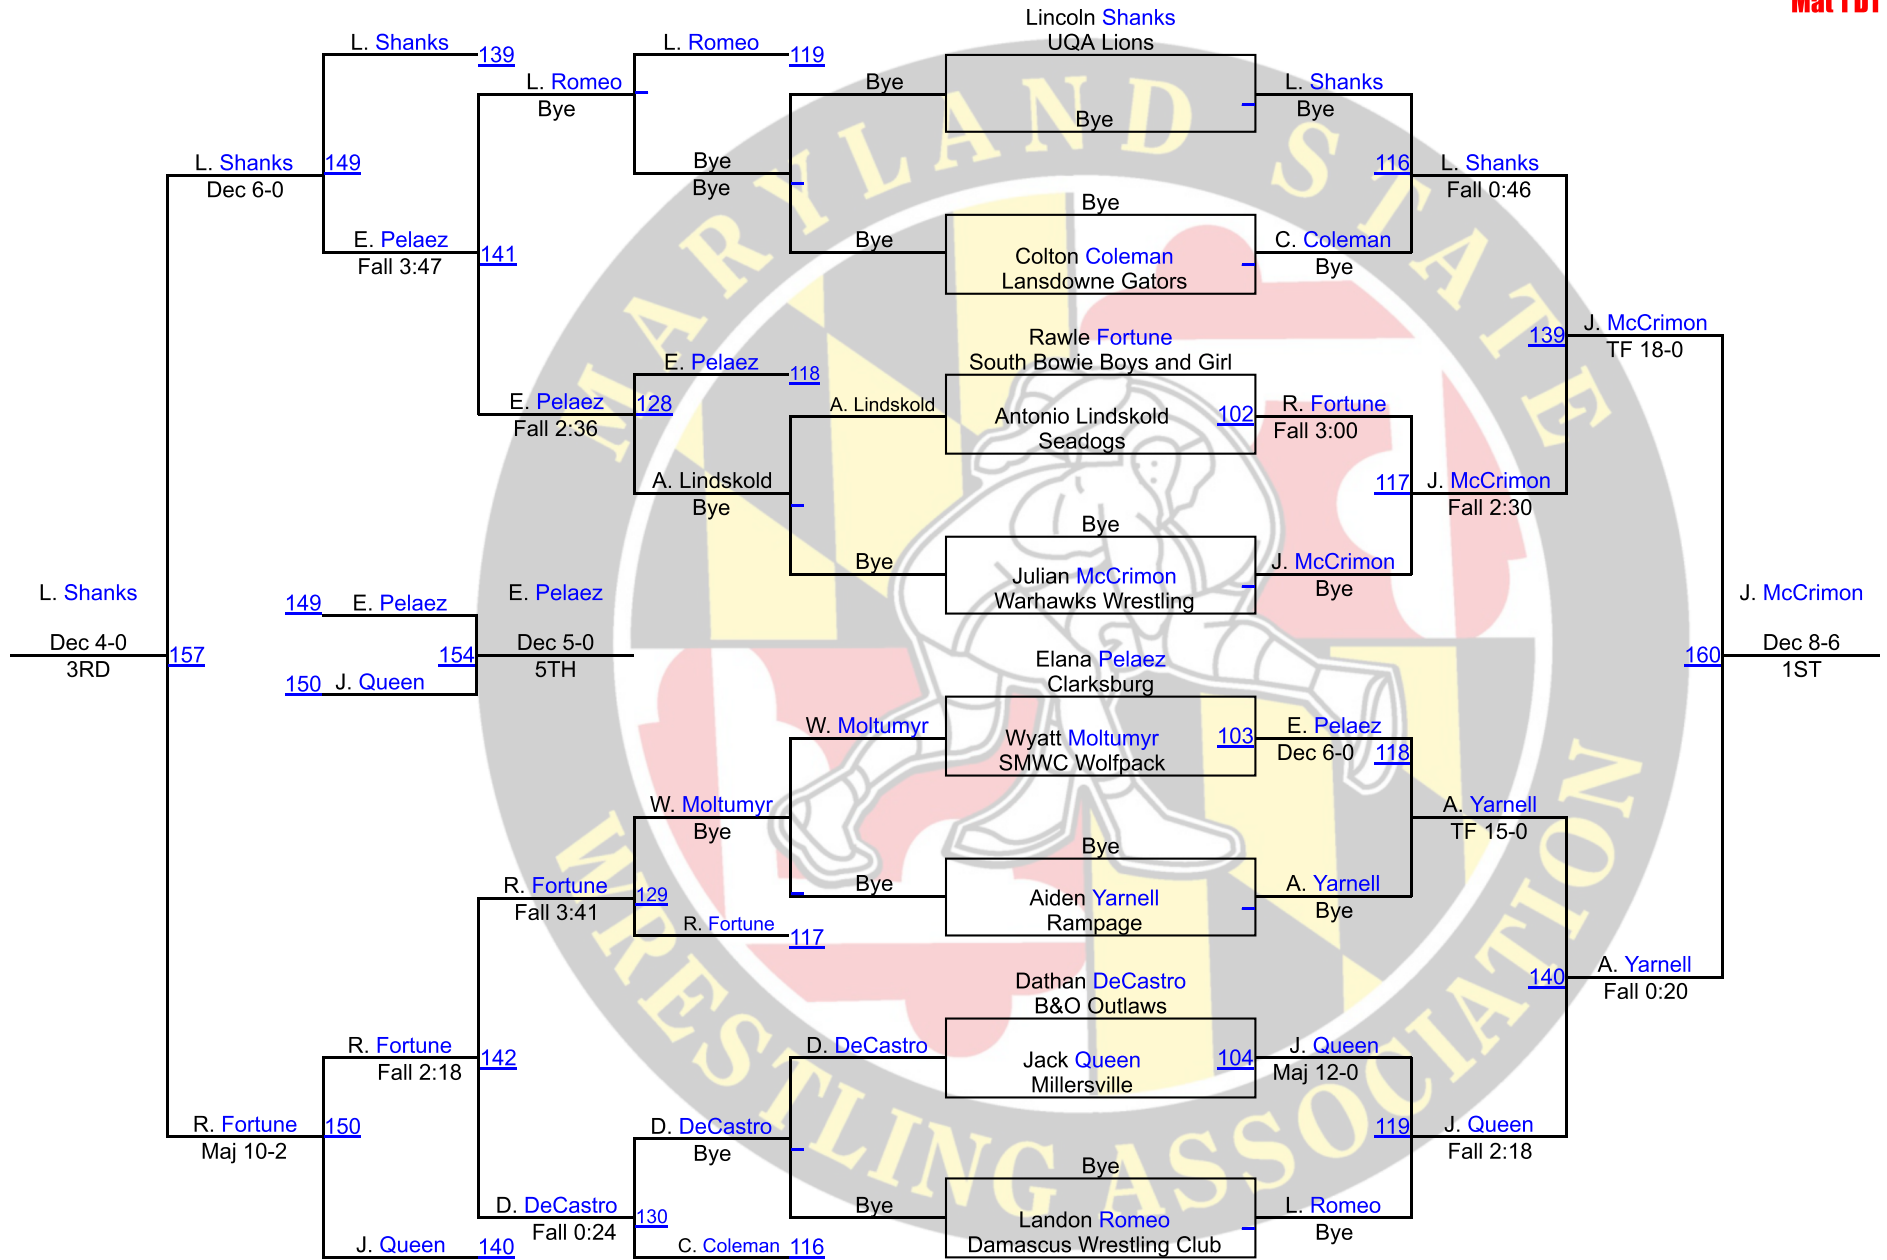 Mat FDT
Lincoln Shanks
UQA Lions
Bye
Bye
Colton Coleman
Lansdowne Gators
Rawle Fortune
South Bowie Boys and Girl
Antonio Lindskold
Seadogs
102
Bye
Julian McCrimon
Warhawks Wrestling
Elana Pelaez
Clarksburg
Wyatt Moltumyr
SMWC Wolfpack
103
Bye
Aiden Yarnell
Rampage
Dathan DeCastro
B&O Outlaws
Jack Queen
Millersville
104
Bye
Landon Romeo
Damascus Wrestling Club
L. Shanks
Bye
116
C. Coleman
Bye
R. Fortune
Fall 3:00
117
J. McCrimon
Bye
E. Pelaez
Dec 6-0
118
A. Yarnell
Bye
J. Queen
Maj 12-0
119
L. Romeo
Bye
L. Shanks
Fall 0:46
139
J. McCrimon
Fall 2:30
A. Yarnell
TF 15-0
140
J. Queen
Fall 2:18
J. McCrimon
TF 18-0
160
A. Yarnell
Fall 0:20
J. McCrimon
Dec 8-6
1ST
Bye
Bye
A. Lindskold
Bye
W. Moltumyr
Bye
D. DeCastro
Bye
L. Romeo
119
Bye
Bye
E. Pelaez
118
128
A. Lindskold
Bye
W. Moltumyr
Bye
129
R. Fortune
117
D. DeCastro
Bye
130
C. Coleman
116
L. Romeo
Bye
141
E. Pelaez
Fall 2:36
R. Fortune
Fall 3:41
142
D. DeCastro
Fall 0:24
L. Shanks
139
149
E. Pelaez
Fall 3:47
R. Fortune
Fall 2:18
150
J. Queen
140
L. Shanks
Dec 6-0
157
R. Fortune
Maj 10-2
L. Shanks
Dec 4-0
3RD
149
E. Pelaez
150
J. Queen
154
E. Pelaez
Dec 5-0
5TH
MARYLAND STATE
WRESTLING ASSOCIATION